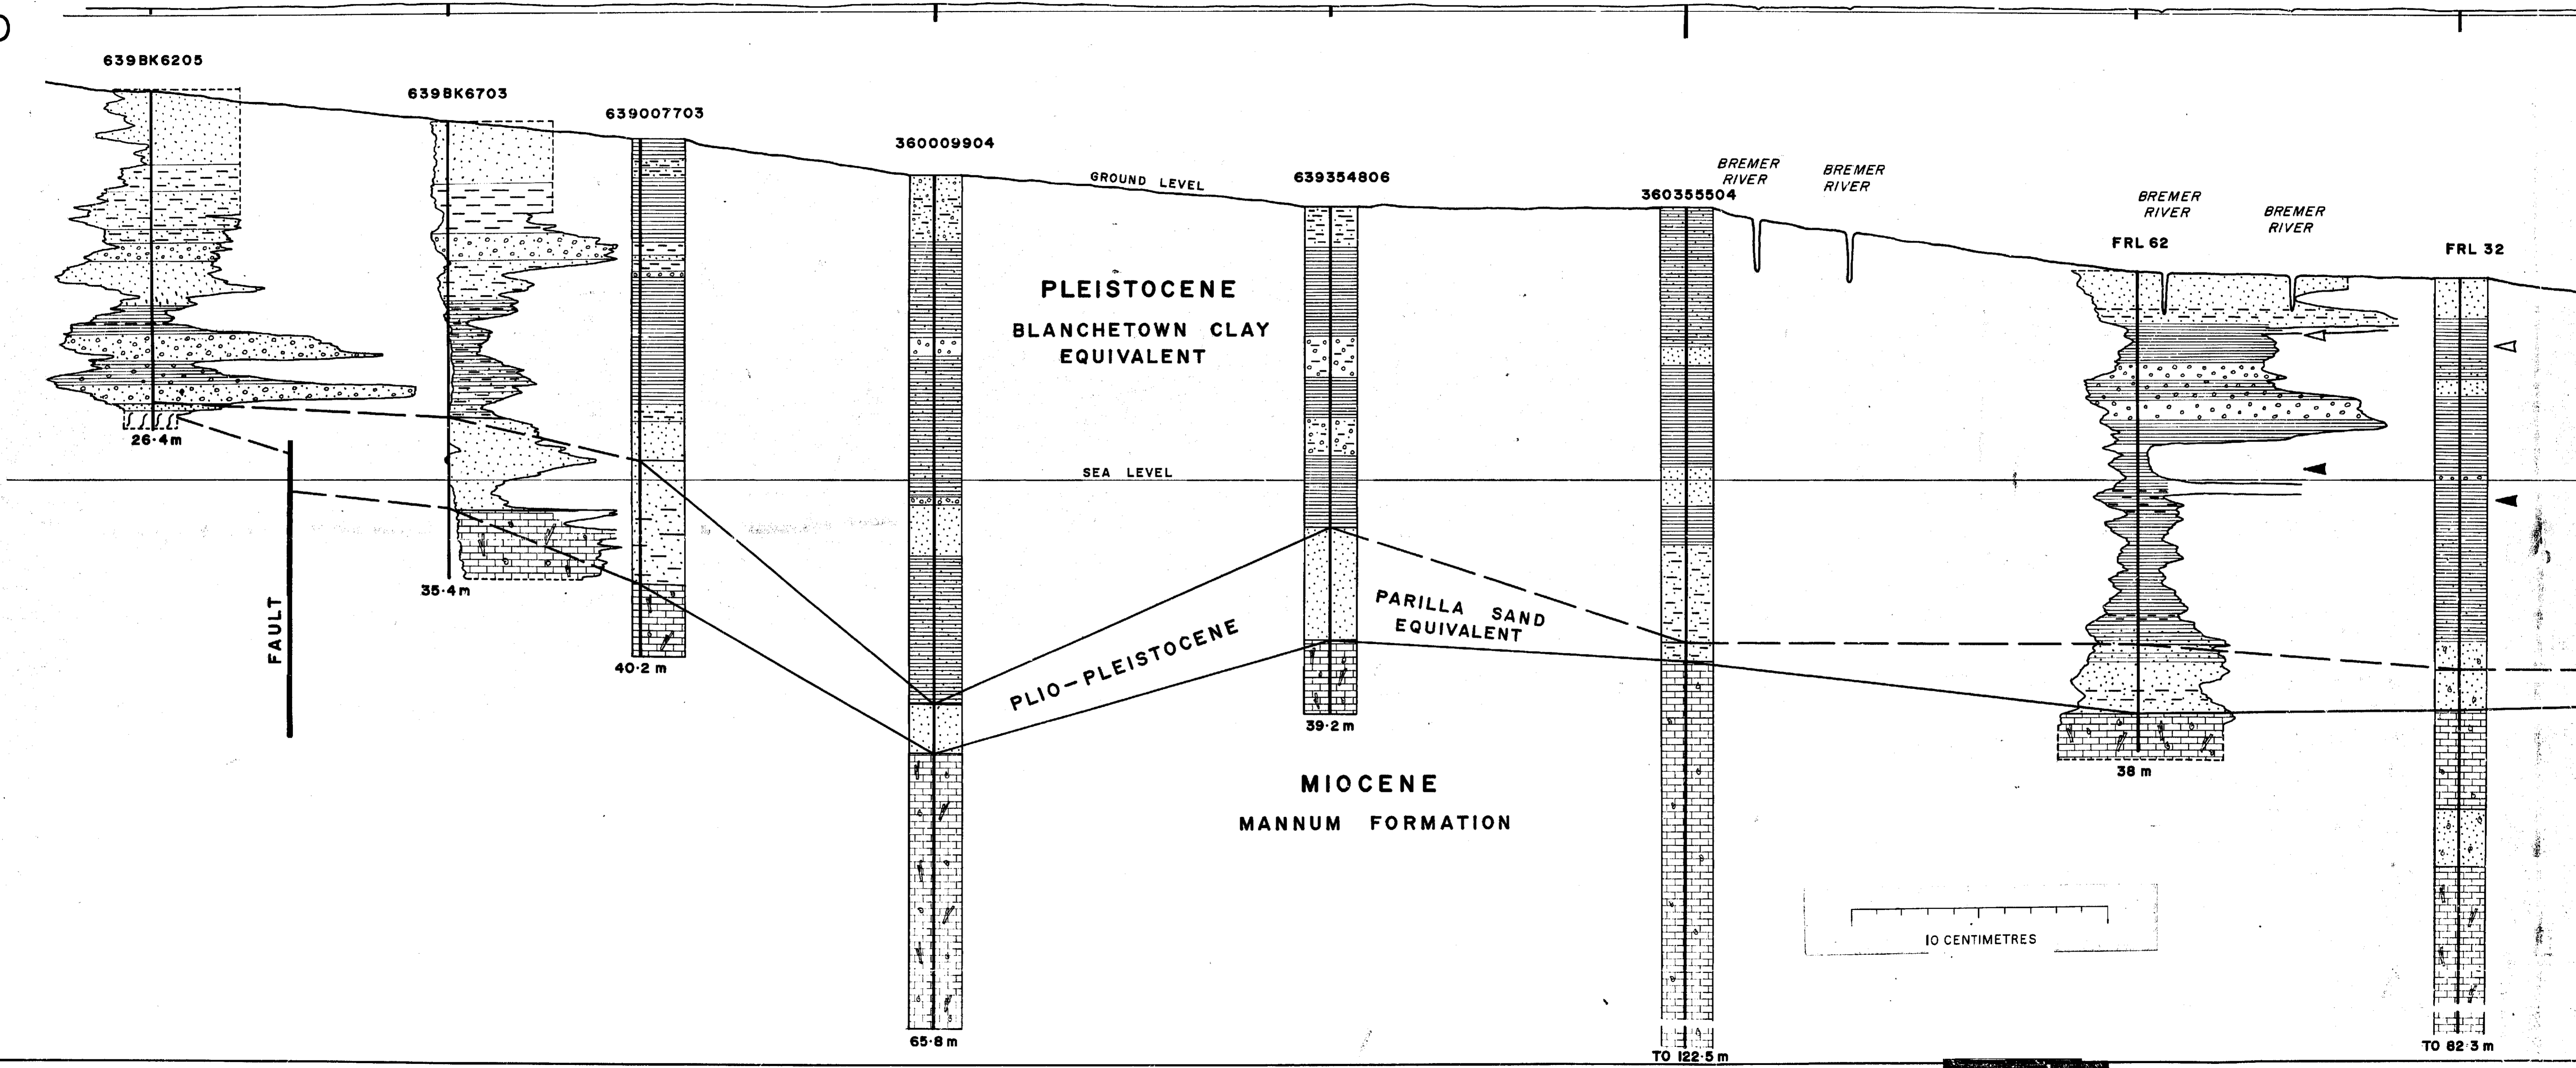 639BK6205
639BK6703
639007703
360009904
GROUND LEVEL
639354806
360355504
BREMER
RIVER
BREMER
RIVER
BREMER
RIVER
BREMER
RIVER
FRL 62
FRL 32
PLEISTOCENE
BLANCHETOWN CLAY
EQUIVALENT
SEA LEVEL
26·4m
FAULT
35·4m
40·2 m
PLIO-PLEISTOCENE
PARILLA SAND
EQUIVALENT
39·2 m
38 m
MIOCENE
MANNUM FORMATION
10 CENTIMETRES
65·8 m
TO 122·5 m
TO 82·3 m